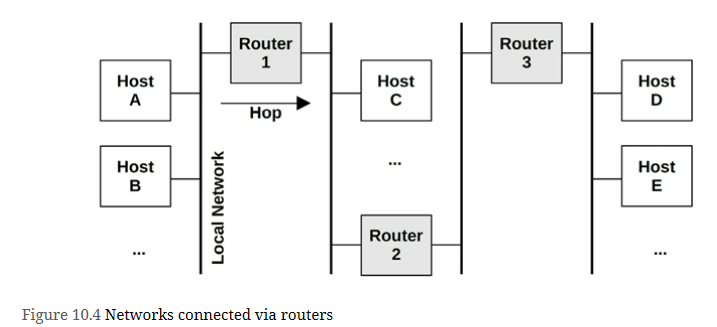 Router
1
Router
3
Host
A
Host
C
Host
D
Hop
Host
B
Local Network
...
Host
E
Router
2
...
...
Figure 10.4 Networks connected via routers